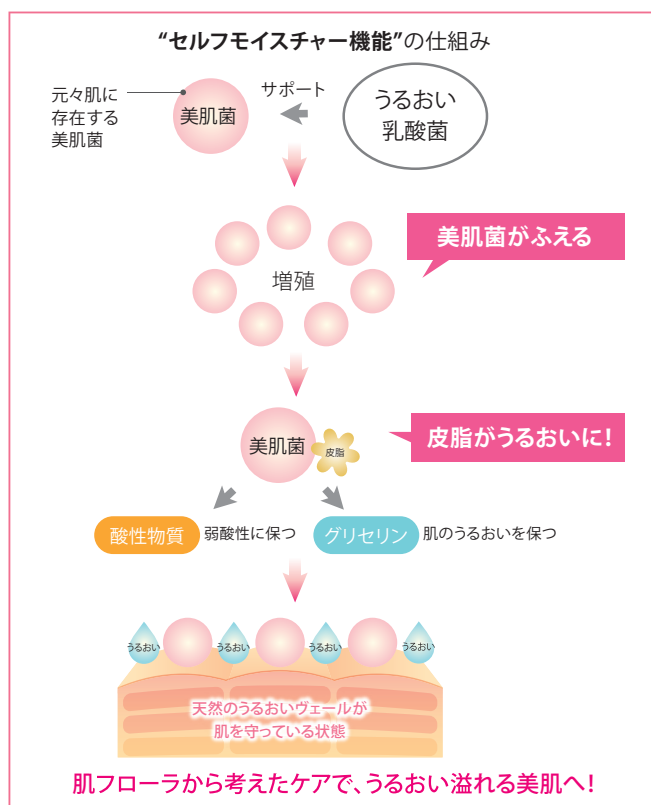 “セルフモイスチャー機能”の仕組み
元々肌に
存在する
美肌菌
美肌菌
サポート
うるおい
乳酸菌
美肌菌がふえる
増殖
美肌菌
皮脂
皮脂がうるおいに!
酸性物質
弱酸性に保つ
グリセリン
肌のうるおいを保つ
うるおい
うるおい
うるおい
うるおい
天然のうるおいヴェールが
肌を守っている状態
肌フローラから考えたケアで、うるおい溢れる美肌へ!